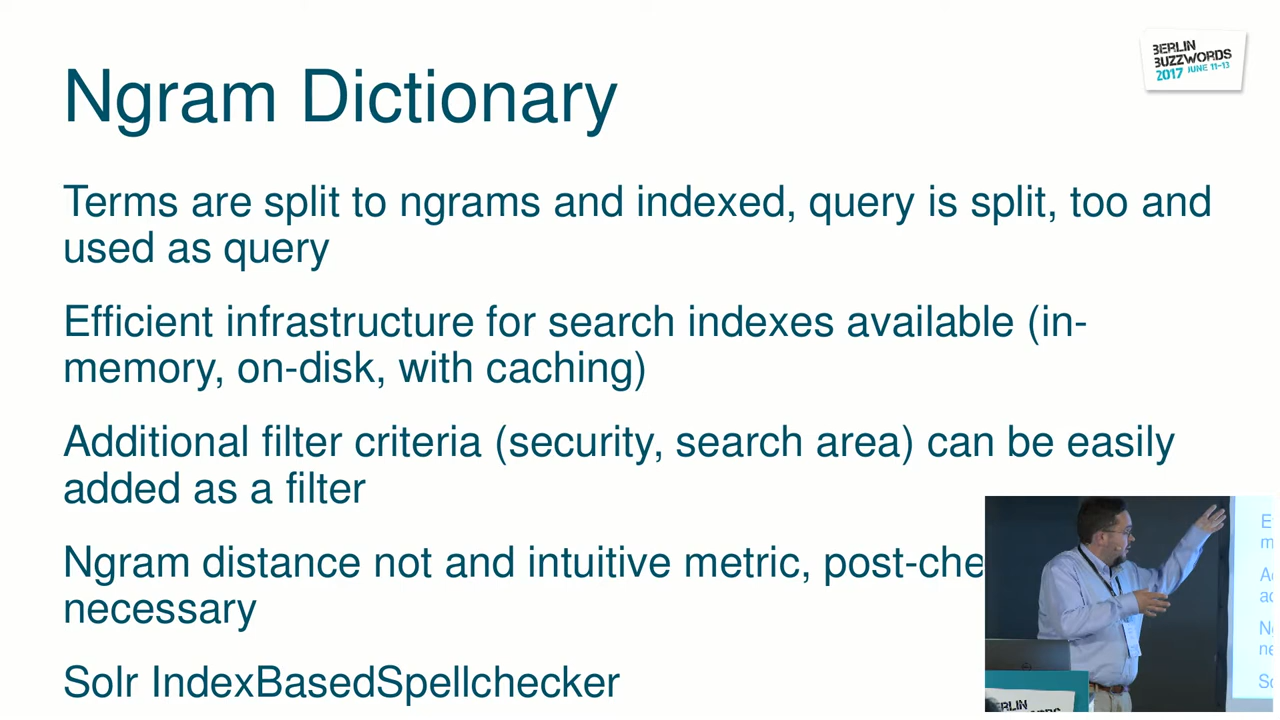 Ngram Dictionary
BERLIN
BUZZWORDS
2017 JUNE 11-13
Terms are split to ngrams and indexed, query is split, too and
used as query
Efficient infrastructure for search indexes available (in-
memory, on-disk, with caching)
Additional filter criteria (security, search area) can be easily
added as a filter
Ngram distance not and intuitive metric, post-che
necessary
Solr IndexBasedSpellchecker
BERLIN